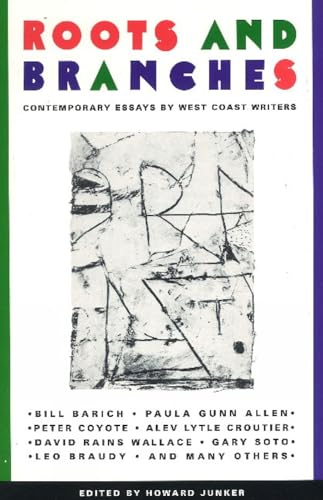 ROOTS AND
BRANCHES
CONTEMPORARY ESSAYS BY WEST COAST WRITERS
•BILL BARICH • PAULA GUNN ALLEN•
•PETER COYOTE • ALEV LYTLE CROUTIER•
•DAVID RAINS WALLACE • GARY SOTO•
•LEO BRAUDY • AND MANY OTHERS•
EDITED BY HOWARD JUNKER